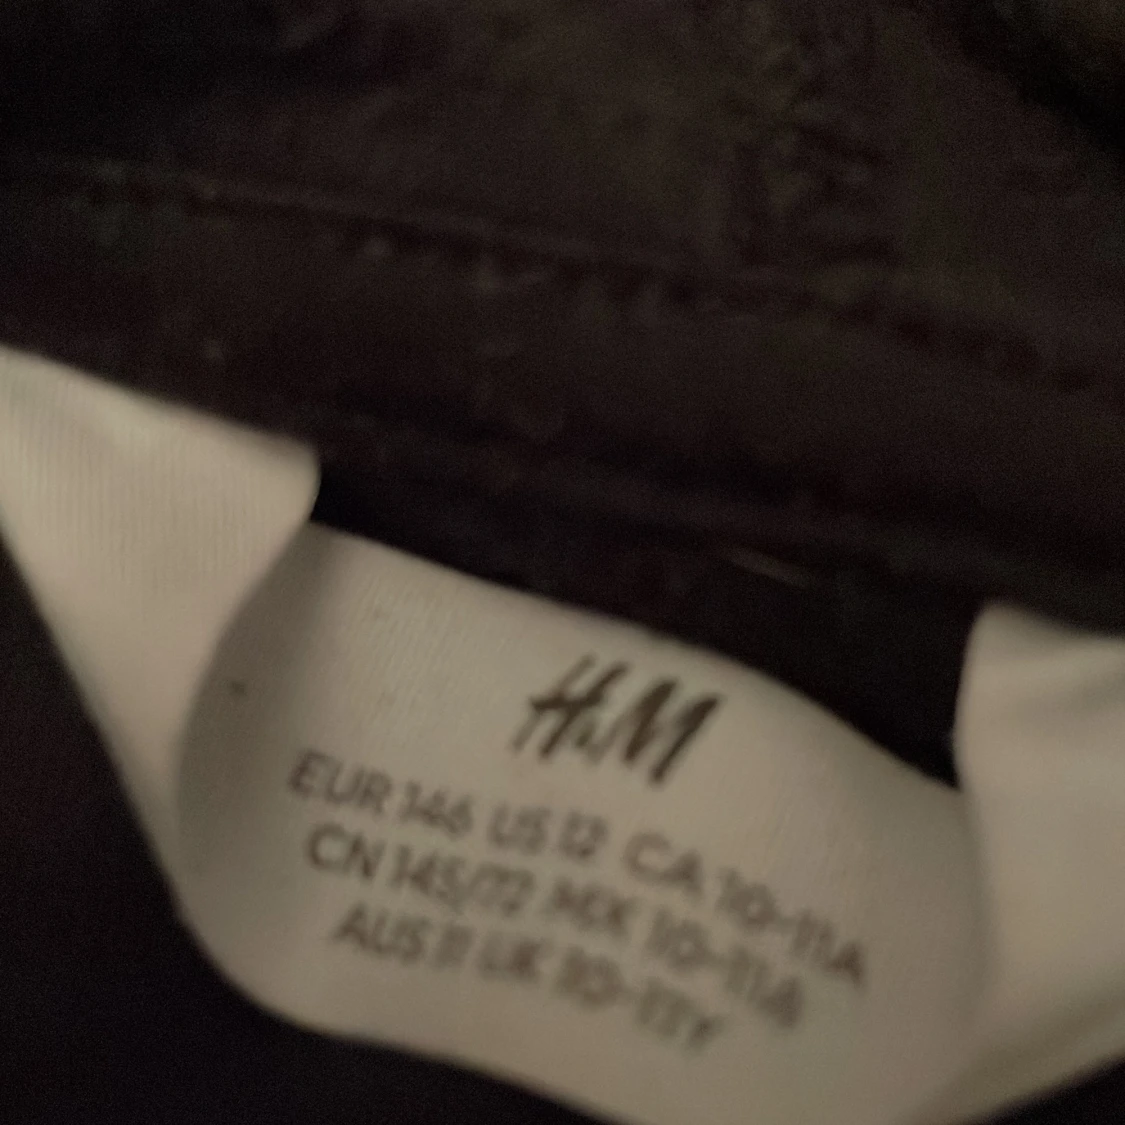 H&M
EUR 146 US 12 CA 10-11A
CN 145/72 MX 10-11A
AUS 11 UK 10-11Y